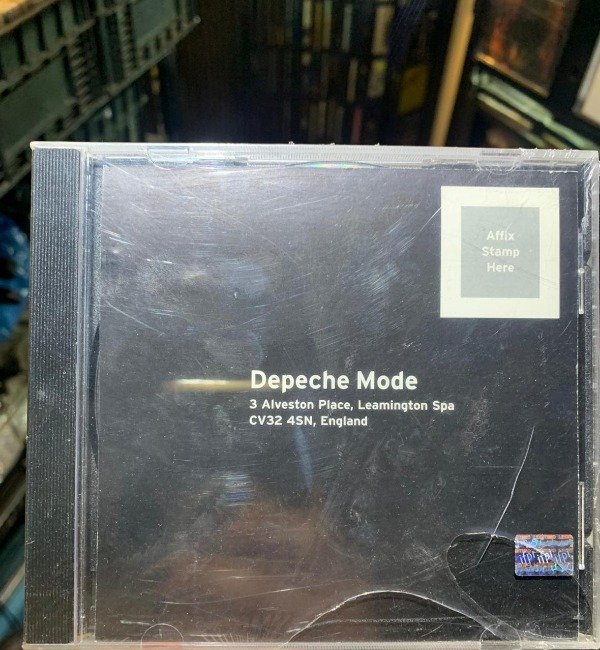 Affix
Stamp
Here
Depeche Mode
3 Alveston Place, Leamington Spa
CV32 4SN, England